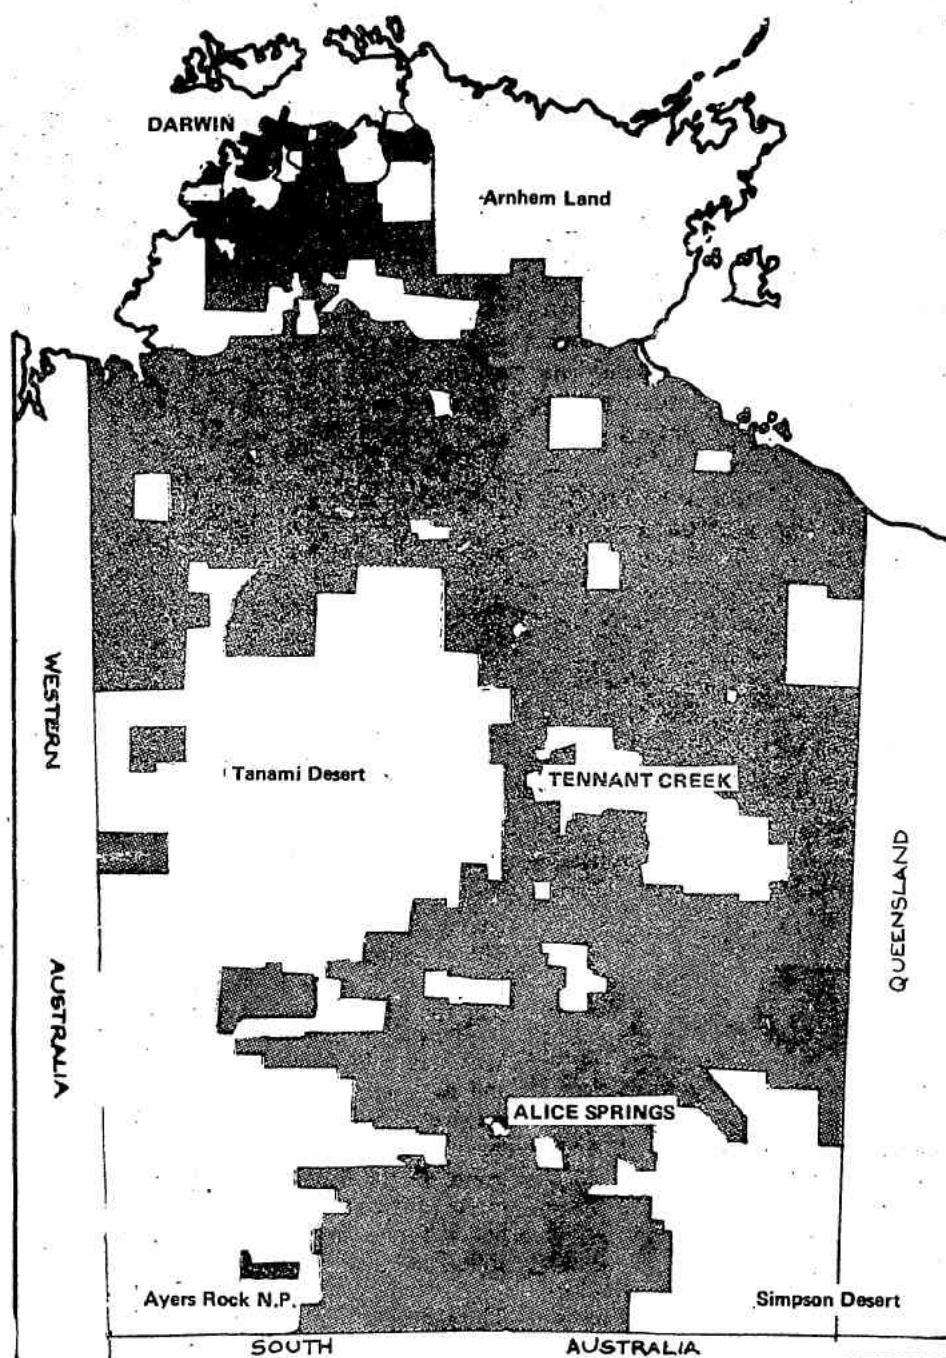 DARWIN
Arnhem Land
WESTERN
Tanami Desert
TENNANT CREEK
QUEENSLAND
AUSTRALIA
ALICE SPRINGS
Ayers Rock N.P.
Simpson Desert
SOUTH
AUSTRALIA